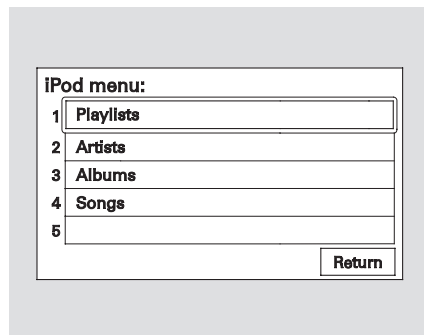 iPod menu:
1 Playlists
2 Artists
3 Albums
4 Songs
5
Return